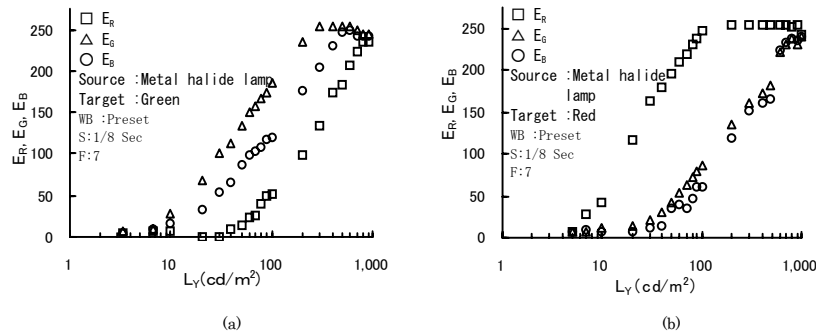 E_R
E_G
E_B
Source :Metal halide lamp
Target :Green
WB :Preset
S:1/8 Sec
F:7
E_R, E_G, E_B
250
200
150
100
50
0
1
10
100
1,000
L_Y(cd/m²)
(a)
E_R
E_G
E_B
Source :Metal halide
lamp
Target :Red
WB :Preset
S:1/8 Sec
F:7
E_R, E_G, E_B
250
200
150
100
50
0
1
10
100
1,000
L_Y(cd/m²)
(b)